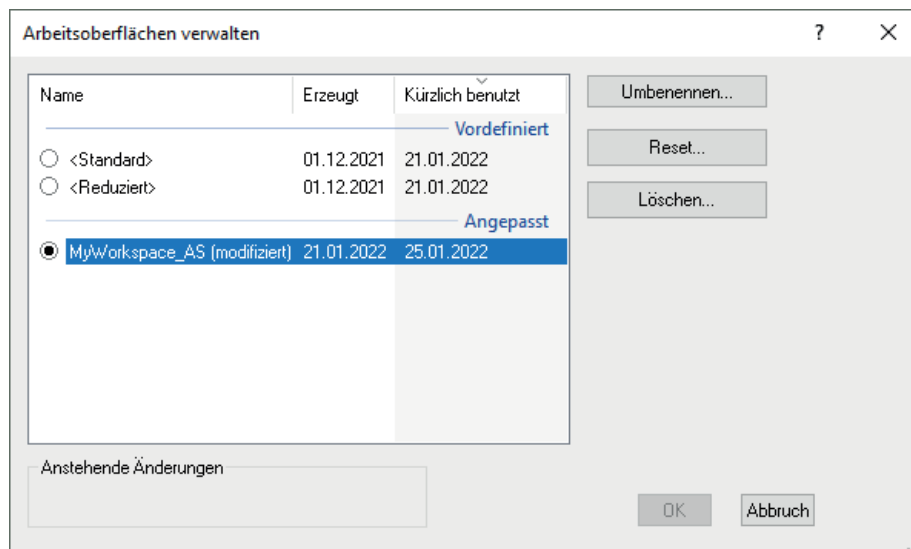 Arbeitsoberflächen verwalten ? ×
Name Erzeugt Kürzlich benutzt
Vordefiniert
<Standard> 01.12.2021 21.01.2022
<Reduziert> 01.12.2021 21.01.2022
Angepasst
MyWorkspace_AS (modifiziert) 21.01.2022 25.01.2022
Umbenennen...
Reset...
Löschen...
Anstehende Änderungen
OK Abbruch